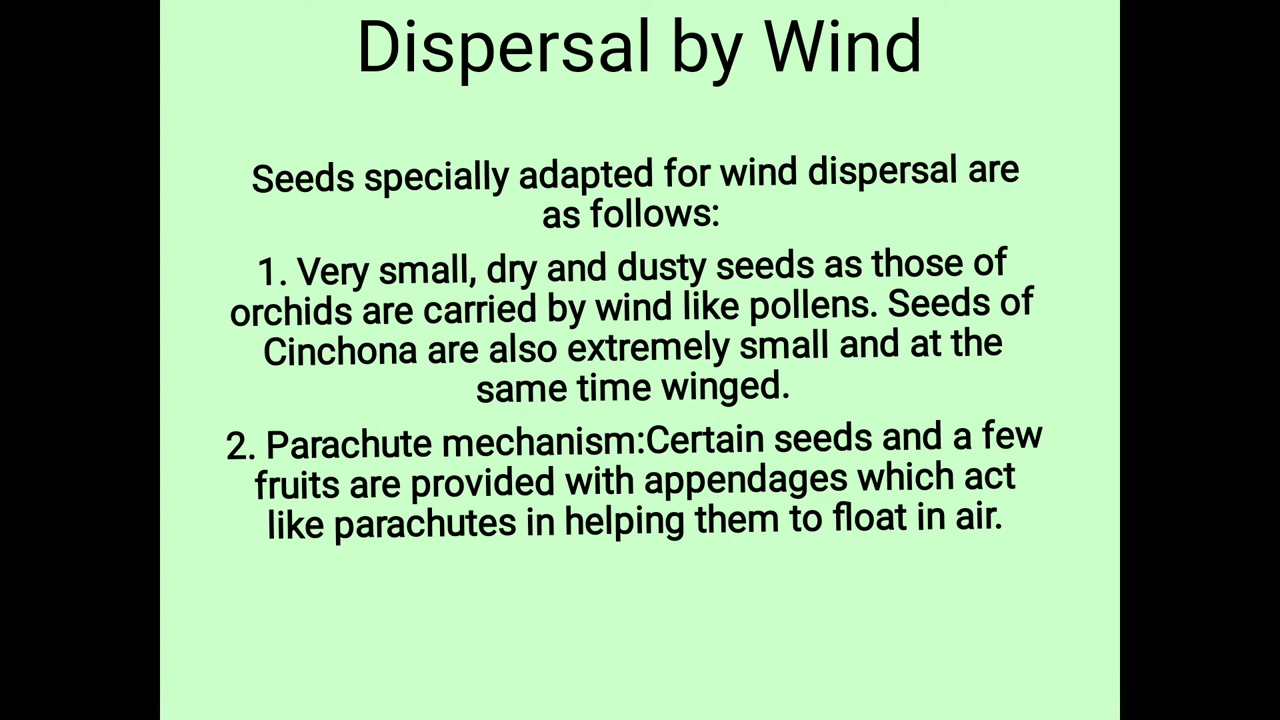 Dispersal by Wind
Seeds specially adapted for wind dispersal are
as follows:
1. Very small, dry and dusty seeds as those of
orchids are carried by wind like pollens. Seeds of
Cinchona are also extremely small and at the
same time winged.
2. Parachute mechanism:Certain seeds and a few
fruits are provided with appendages which act
like parachutes in helping them to float in air.